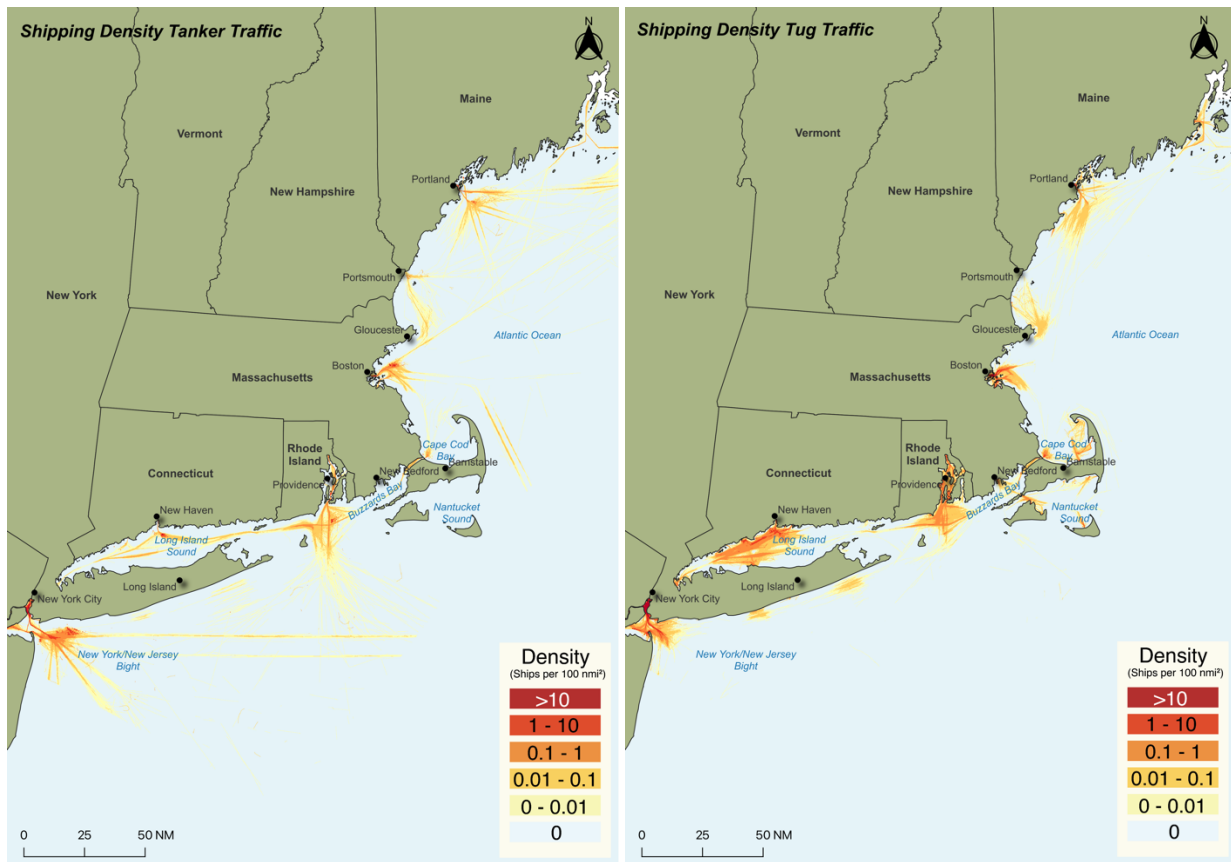 Shipping Density Tanker Traffic
N
Maine
Vermont
Portland
New Hampshire
Portsmouth
New York
Gloucester
Atlantic Ocean
Boston
Massachusetts
Cape Cod
Bay
Rhode
Island
Connecticut
New Bedford
Barnstable
Providence
Buzzards Bay
New Haven
Nantucket
Sound
Long Island
Sound
Long Island
New York City
New York/New Jersey
Bight
Density
(Ships per 100 nmi²)
>10
1 - 10
0.1 - 1
0.01 - 0.1
0 - 0.01
0
0 25 50 NM
Shipping Density Tug Traffic
N
Maine
Vermont
Portland
New Hampshire
Portsmouth
New York
Gloucester
Atlantic Ocean
Boston
Massachusetts
Cape Cod
Bay
Rhode
Island
Connecticut
New Bedford
Barnstable
Providence
Buzzards Bay
New Haven
Nantucket
Sound
Long Island
Sound
Long Island
New York City
New York/New Jersey
Bight
Density
(Ships per 100 nmi²)
>10
1 - 10
0.1 - 1
0.01 - 0.1
0 - 0.01
0
0 25 50 NM